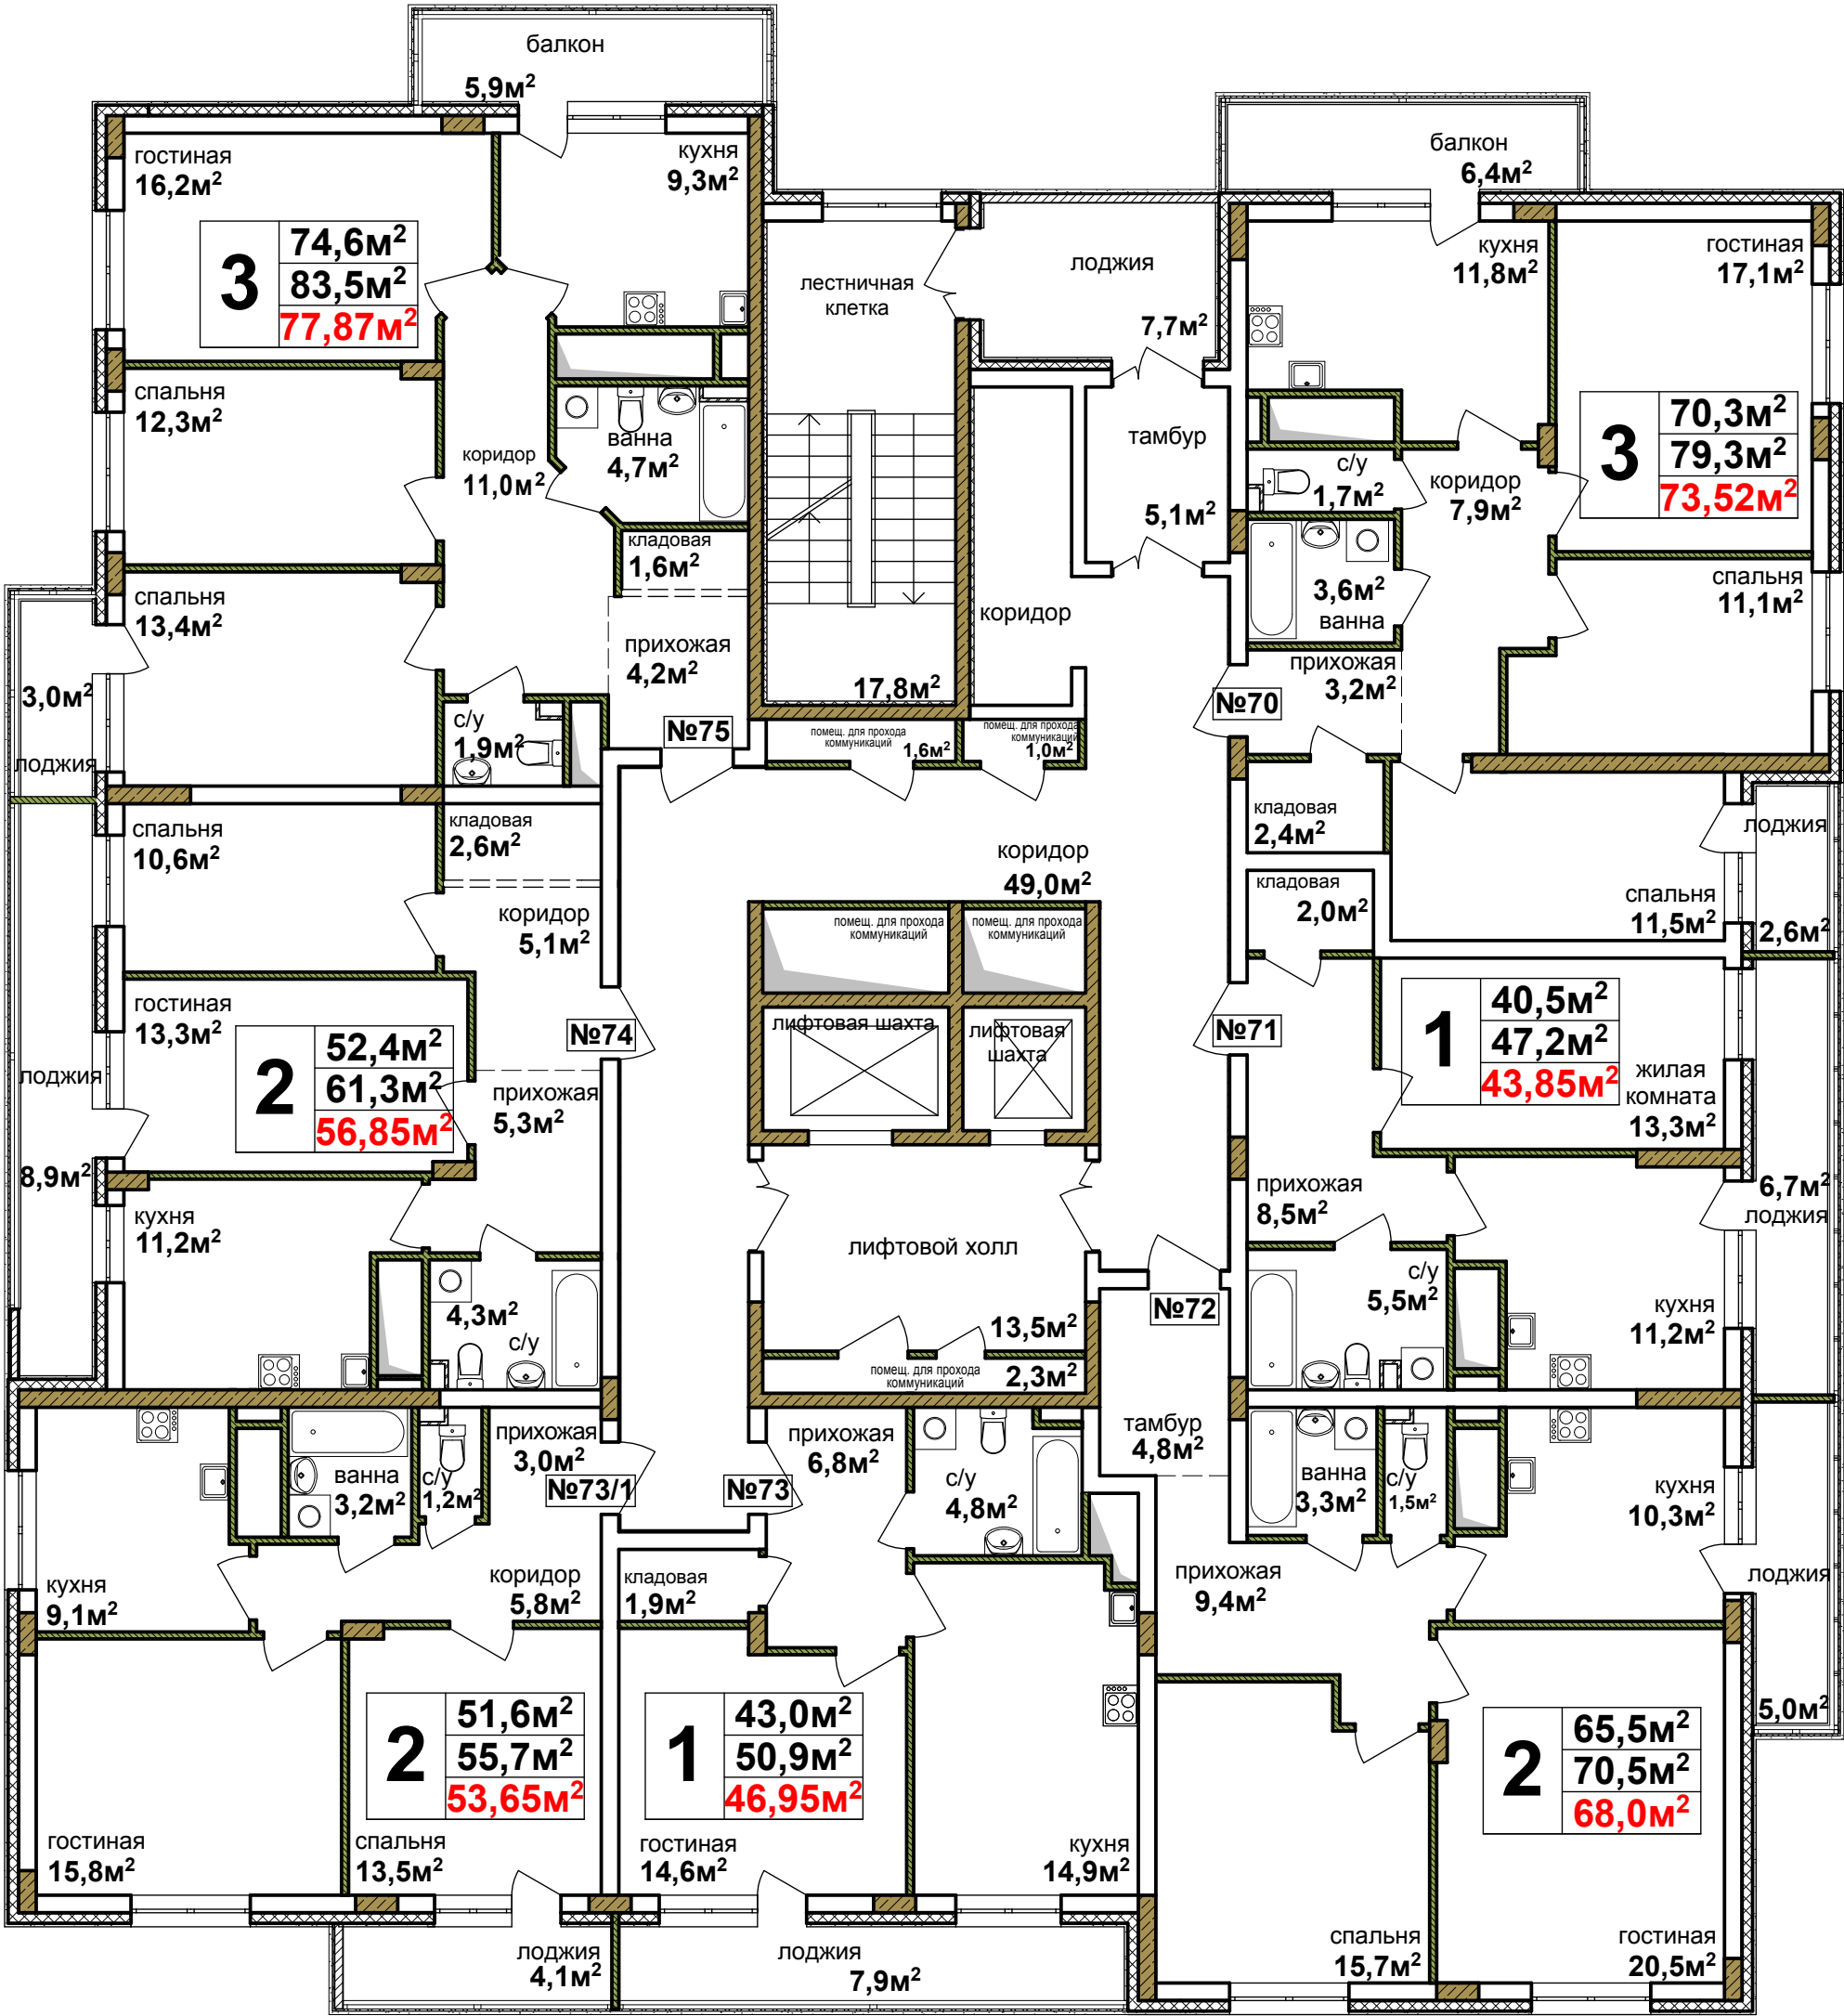 балкон
5,9м²
гостиная
16,2м²
кухня
9,3м²
3
74,6м²
83,5м²
77,87м²
спальня
12,3м²
коридор
11,0м²
ванна
4,7м²
кладовая
1,6м²
спальня
13,4м²
прихожая
4,2м²
3,0м²
лоджия
с/у
1,9м²
№75
лестничная
клетка
17,8м²
лоджия
7,7м²
тамбур
5,1м²
коридор
помещ. для прохода
коммуникаций
1,6м²
помещ. для прохода
коммуникаций
1,0м²
балкон
6,4м²
кухня
11,8м²
гостиная
17,1м²
3
70,3м²
79,3м²
73,52м²
с/у
1,7м²
коридор
7,9м²
3,6м²
ванна
спальня
11,1м²
прихожая
3,2м²
№70
кладовая
2,4м²
лоджия
2,6м²
спальня
11,5м²
спальня
10,6м²
кладовая
2,6м²
коридор
5,1м²
гостиная
13,3м²
2
52,4м²
61,3м²
56,85м²
№74
прихожая
5,3м²
лоджия
8,9м²
кухня
11,2м²
4,3м²
с/у
коридор
49,0м²
помещ. для прохода
коммуникаций
помещ. для прохода
коммуникаций
лифтовая шахта
лифтовая
шахта
лифтовой холл
13,5м²
помещ. для прохода
коммуникаций
2,3м²
кладовая
2,0м²
№71
1
40,5м²
47,2м²
43,85м²
жилая
комната
13,3м²
прихожая
8,5м²
6,7м²
лоджия
с/у
5,5м²
кухня
11,2м²
№72
тамбур
4,8м²
прихожая
3,0м²
№73/1
ванна
3,2м²
с/у
1,2м²
кухня
9,1м²
коридор
5,8м²
2
51,6м²
55,7м²
53,65м²
гостиная
15,8м²
спальня
13,5м²
лоджия
4,1м²
прихожая
6,8м²
№73
с/у
4,8м²
кладовая
1,9м²
1
43,0м²
50,9м²
46,95м²
гостиная
14,6м²
кухня
14,9м²
лоджия
7,9м²
ванна
3,3м²
с/у
1,5м²
кухня
10,3м²
прихожая
9,4м²
лоджия
5,0м²
2
65,5м²
70,5м²
68,0м²
спальня
15,7м²
гостиная
20,5м²